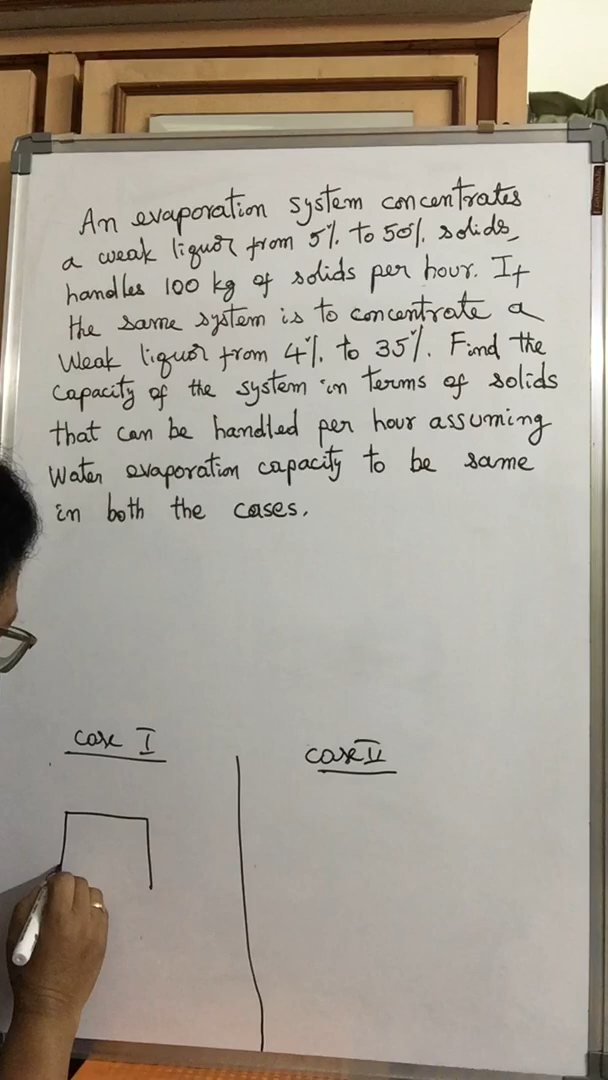 An evaporation system concentrates
a weak liquor from 5% to 50% solids,
handles 100 kg of solids per hour. If
the same system is to concentrate a
Weak liquor from 4% to 35%. Find the
Capacity of the system in terms of solids
that can be handled per hour assuming
Water evaporation capacity to be same
in both the cases.
case I
case II